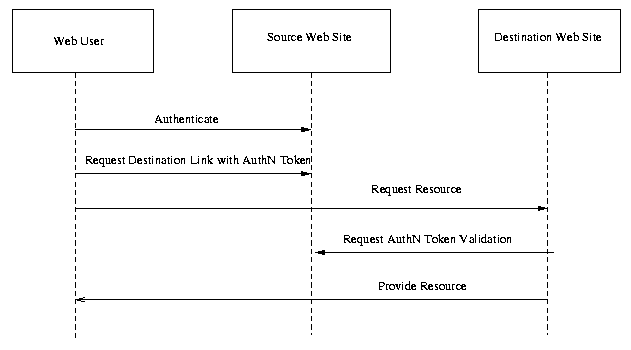 Web User
Source Web Site
Destination Web Site
Authenticate
Request Destination Link with AuthN Token
Request Resource
Request AuthN Token Validation
Provide Resource